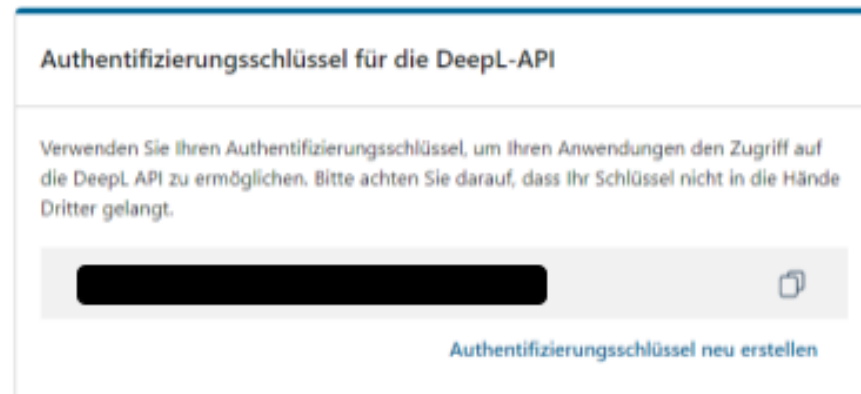 Authentifizierungsschlüssel für die DeepL-API
Verwenden Sie Ihren Authentifizierungsschlüssel, um Ihren Anwendungen den Zugriff auf
die DeepL API zu ermöglichen. Bitte achten Sie darauf, dass Ihr Schlüssel nicht in die Hände
Dritter gelangt.
Authentifizierungsschlüssel neu erstellen